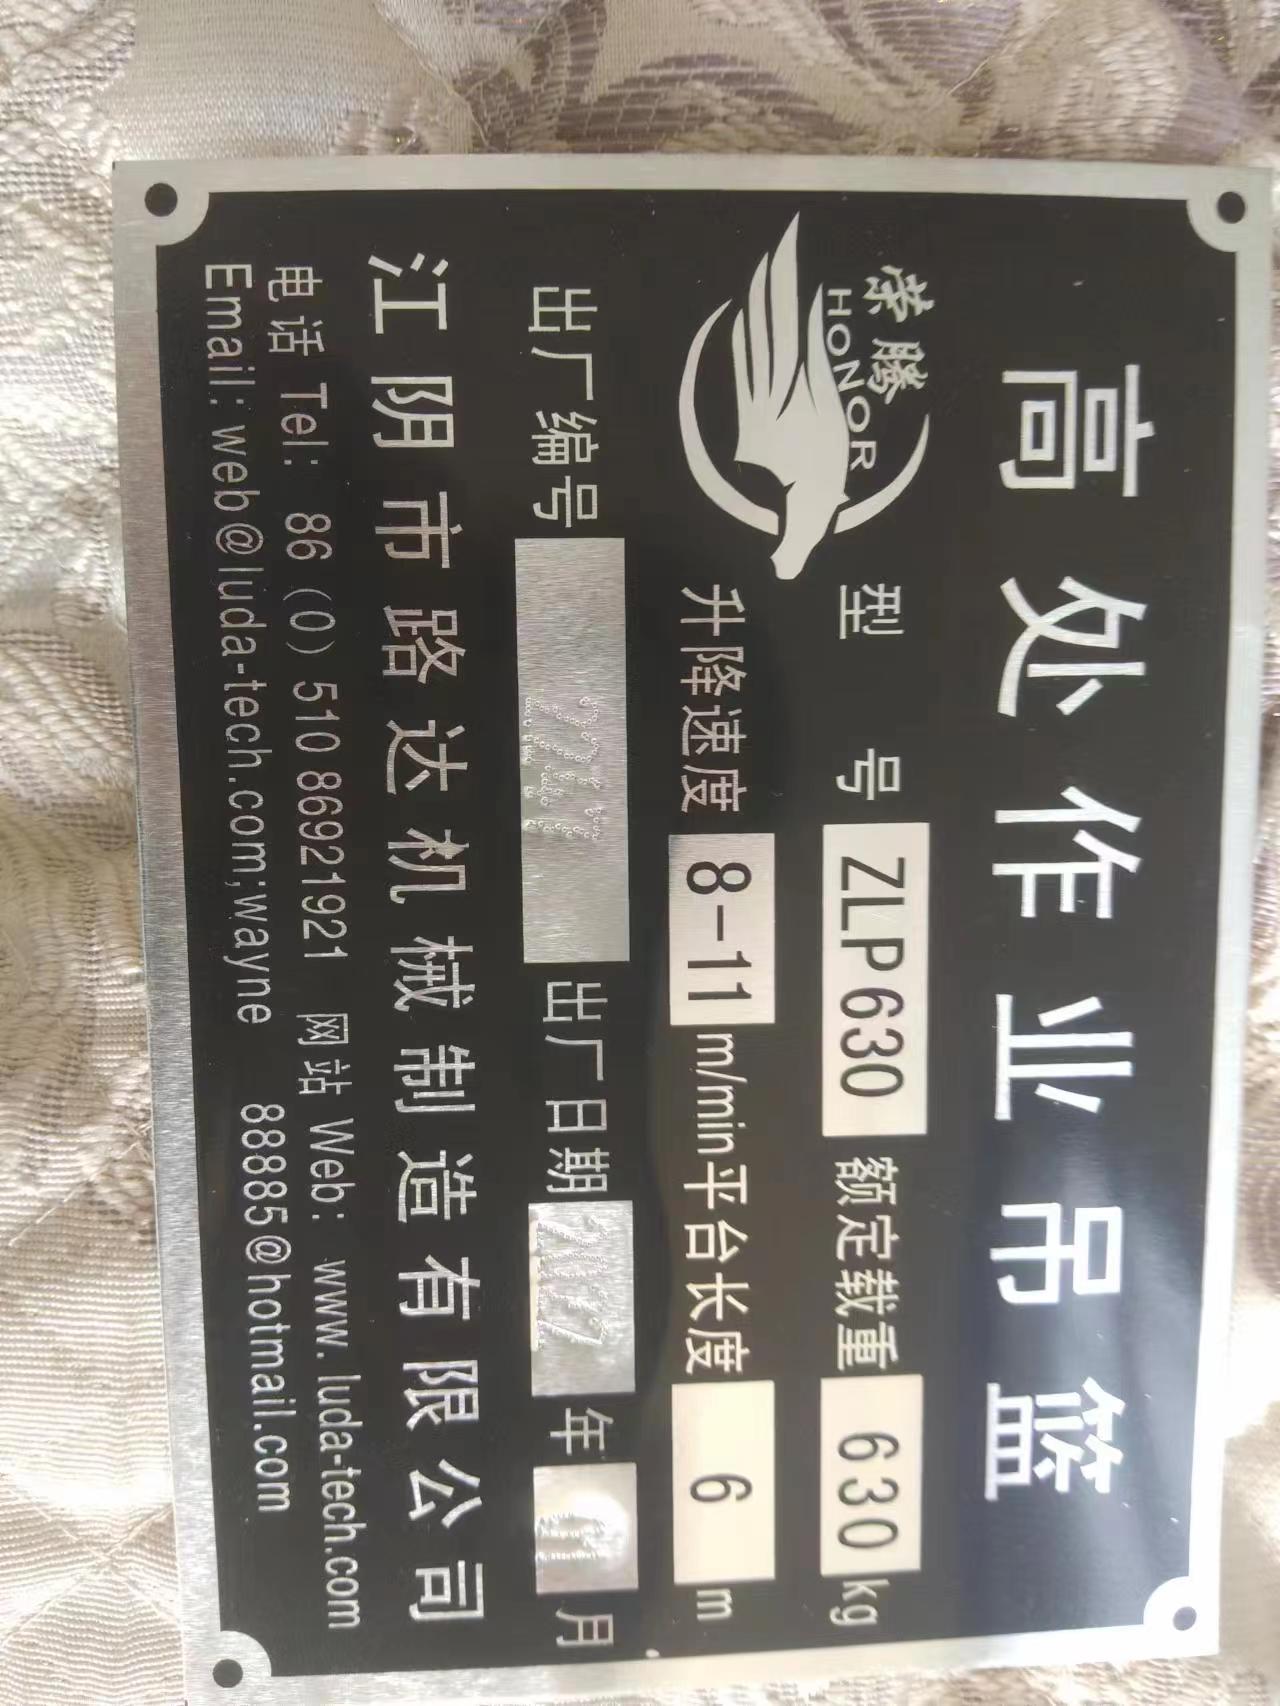 高处作业吊篮
荣腾
HONOR
型号 ZLP630 额定载重 630 kg
升降速度 8-11 m/min 平台长度 6 m
出厂编号 出厂日期 年 月
江阴市路达机械制造有限公司
电话 Tel: 86 (0) 510 86921921 网站 Web: www.luda-tech.com
Email: web@luda-tech.com;wayne 88885@hotmail.com